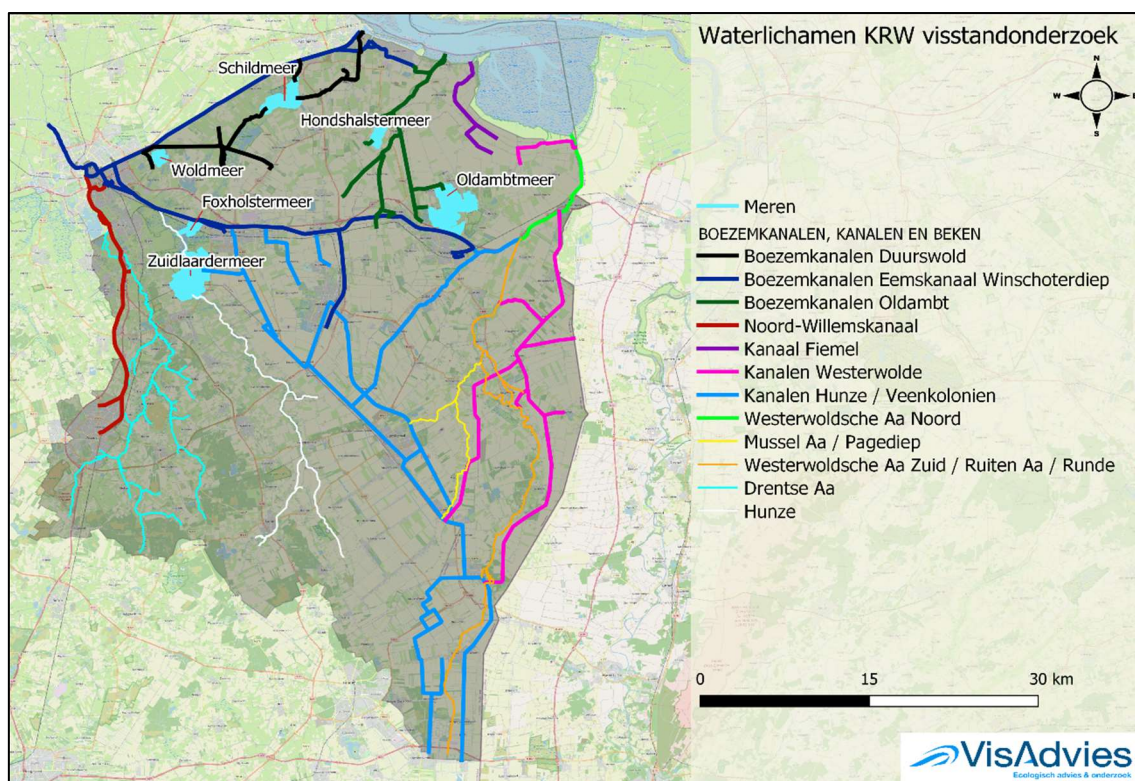 Waterlichamen KRW visstandonderzoek
N
W
E
S
Schildmeer
Hondshalstermeer
Woldmeer
Oldambtmeer
Foxholstermeer
Zuidlaardermeer
Meren
BOEZEMKANALEN, KANALEN EN BEKEN
Boezemkanalen Duurswold
Boezemkanalen Eemskanaal Winschoterdiep
Boezemkanalen Oldambt
Noord-Willemskanaal
Kanaal Fiemel
Kanalen Westerwolde
Kanalen Hunze / Veenkolonien
Westerwoldsche Aa Noord
Mussel Aa / Pagediep
Westerwoldsche Aa Zuid / Ruiten Aa / Runde
Drentse Aa
Hunze
0 15 30 km
VisAdvies
Ecologisch advies & onderzoek